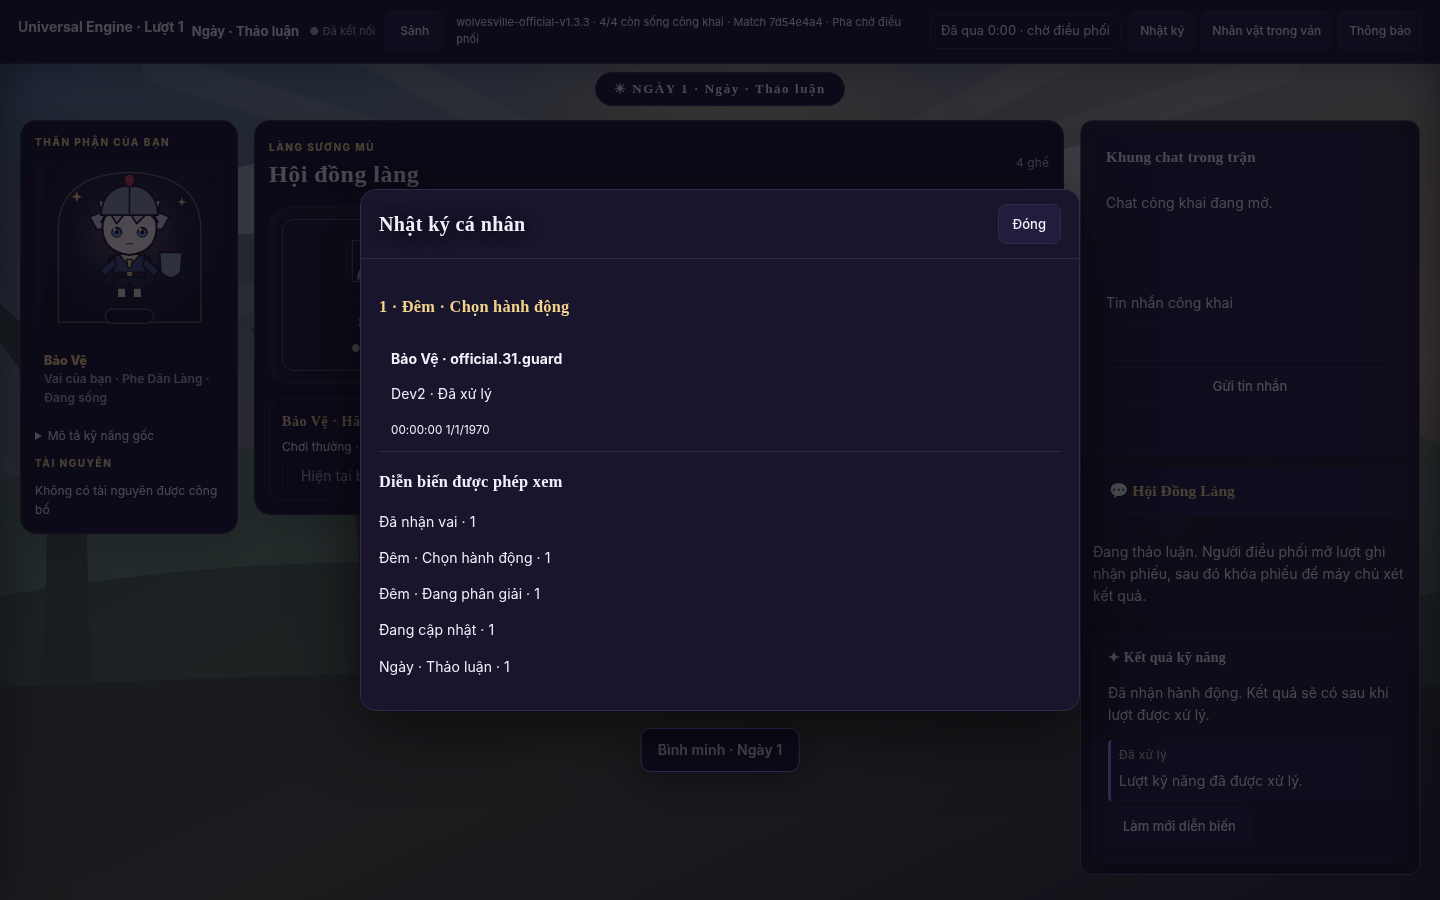 Universal Engine · Lượt 1
Ngày · Thảo luận
Đã kết nối
Sảnh
wolvesville-official-v1.3.3 · 4/4 còn sống công khai · Match 7d54e4a4 · Pha chờ điều
phối
Đã qua 0:00 · chờ điều phối
Nhật ký
Nhân vật trong ván
Thông báo
☀ NGÀY 1 · Ngày · Thảo luận
THÂN PHẬN CỦA BẠN
Bảo Vệ
Vai của bạn · Phe Dân Làng ·
Đang sống
▶ Mô tả kỹ năng gốc
TÀI NGUYÊN
Không có tài nguyên được công
bố
LÀNG SƯƠNG MÙ
Hội đồng làng
4 ghế
Bảo Vệ
Chơi thường ·
Hiện tại
Nhật ký cá nhân
Đóng
1 · Đêm · Chọn hành động
Bảo Vệ · official.31.guard
Dev2 · Đã xử lý
00:00:00 1/1/1970
Diễn biến được phép xem
Đã nhận vai · 1
Đêm · Chọn hành động · 1
Đêm · Đang phân giải · 1
Đang cập nhật · 1
Ngày · Thảo luận · 1
Bình minh · Ngày 1
Khung chat trong trận
Chat công khai đang mở.
Tin nhắn công khai
Gửi tin nhắn
💬 Hội Đồng Làng
Đang thảo luận. Người điều phối mở lượt ghi
nhận phiếu, sau đó khóa phiếu để máy chủ xét
kết quả.
✦ Kết quả kỹ năng
Đã nhận hành động. Kết quả sẽ có sau khi
lượt được xử lý.
Đã xử lý
Lượt kỹ năng đã được xử lý.
Làm mới diễn biến